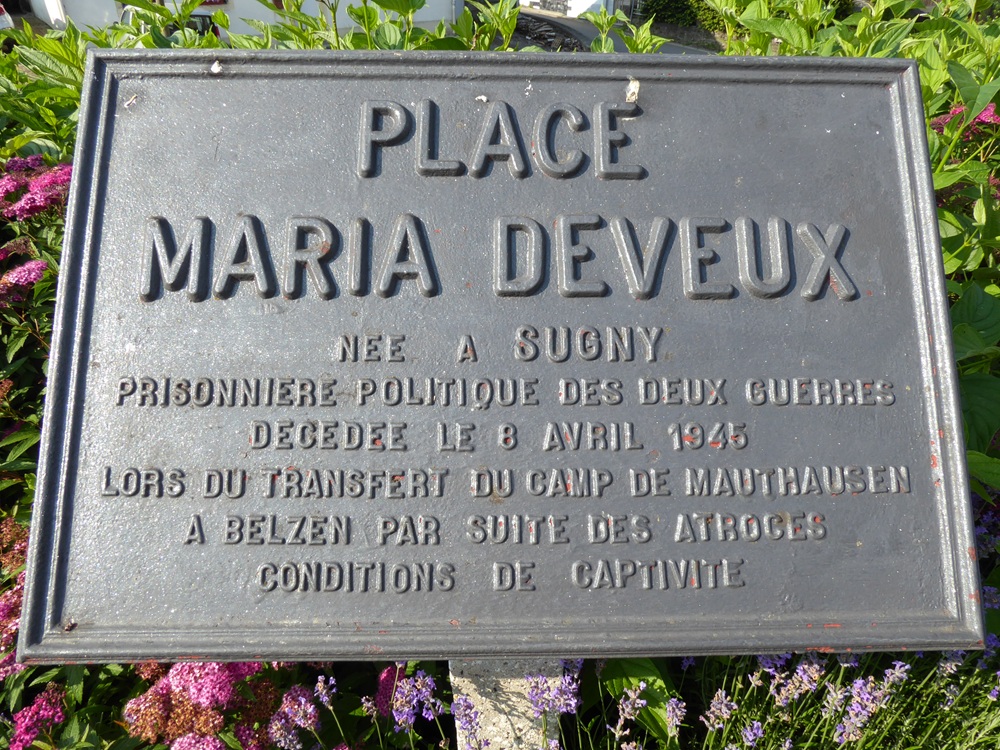 PLACE
MARIA DEVEUX
NEE A SUGNY
PRISONNIERE POLITIQUE DES DEUX GUERRES
DECEDEE LE 8 AVRIL 1945
LORS DU TRANSFERT DU CAMP DE MAUTHAUSEN
A BELZEN PAR SUITE DES ATROCES
CONDITIONS DE CAPTIVITE